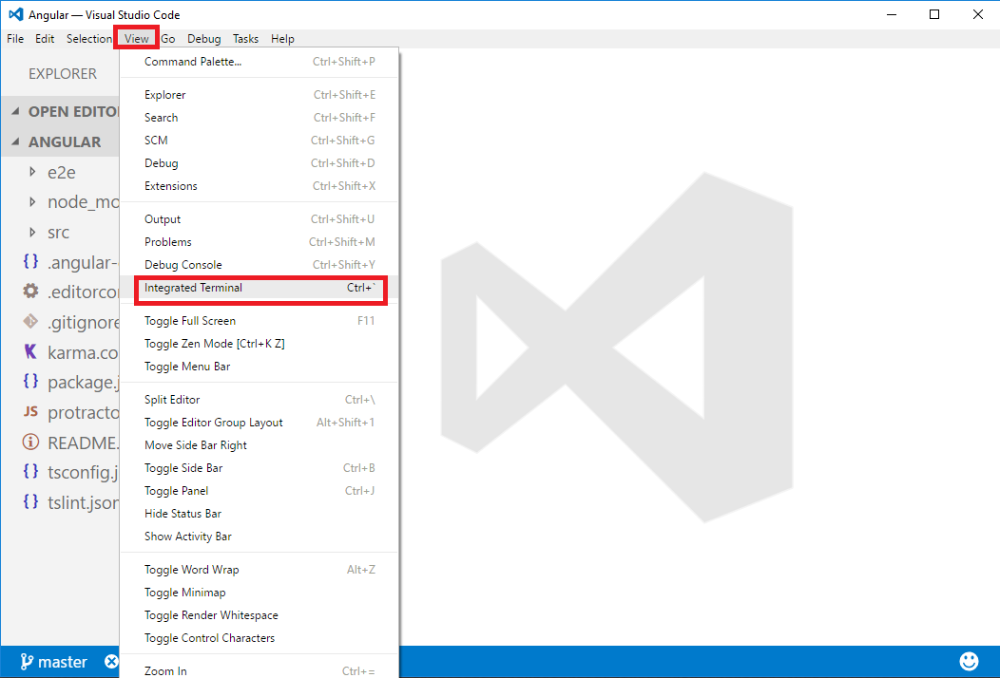 Angular — Visual Studio Code
File Edit Selection View Go Debug Tasks Help
EXPLORER
OPEN EDITO
ANGULAR
e2e
node_mo
src
.angular-
.editorcon
.gitignore
karma.co
package.j
JS protracto
README.
tsconfig.j
tslint.json
Command Palette... Ctrl+Shift+P
Explorer Ctrl+Shift+E
Search Ctrl+Shift+F
SCM Ctrl+Shift+G
Debug Ctrl+Shift+D
Extensions Ctrl+Shift+X
Output Ctrl+Shift+U
Problems Ctrl+Shift+M
Debug Console Ctrl+Shift+Y
Integrated Terminal Ctrl+`
Toggle Full Screen F11
Toggle Zen Mode [Ctrl+K Z]
Toggle Menu Bar
Split Editor Ctrl+\
Toggle Editor Group Layout Alt+Shift+1
Move Side Bar Right
Toggle Side Bar Ctrl+B
Toggle Panel Ctrl+J
Hide Status Bar
Show Activity Bar
Toggle Word Wrap Alt+Z
Toggle Minimap
Toggle Render Whitespace
Toggle Control Characters
Zoom In Ctrl+=
master